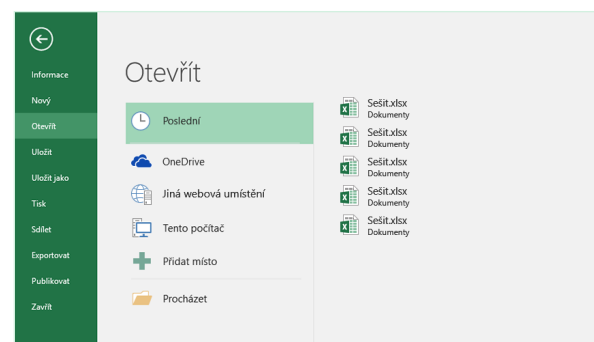 Informace
Nový
Otevřít
Uložit
Uložit jako
Tisk
Sdílet
Exportovat
Publikovat
Zavřít
Otevřít
Poslední
OneDrive
Jiná webová umístění
Tento počítač
Přidat místo
Procházet
Sešit.xlsx
Dokumenty
Sešit.xlsx
Dokumenty
Sešit.xlsx
Dokumenty
Sešit.xlsx
Dokumenty
Sešit.xlsx
Dokumenty